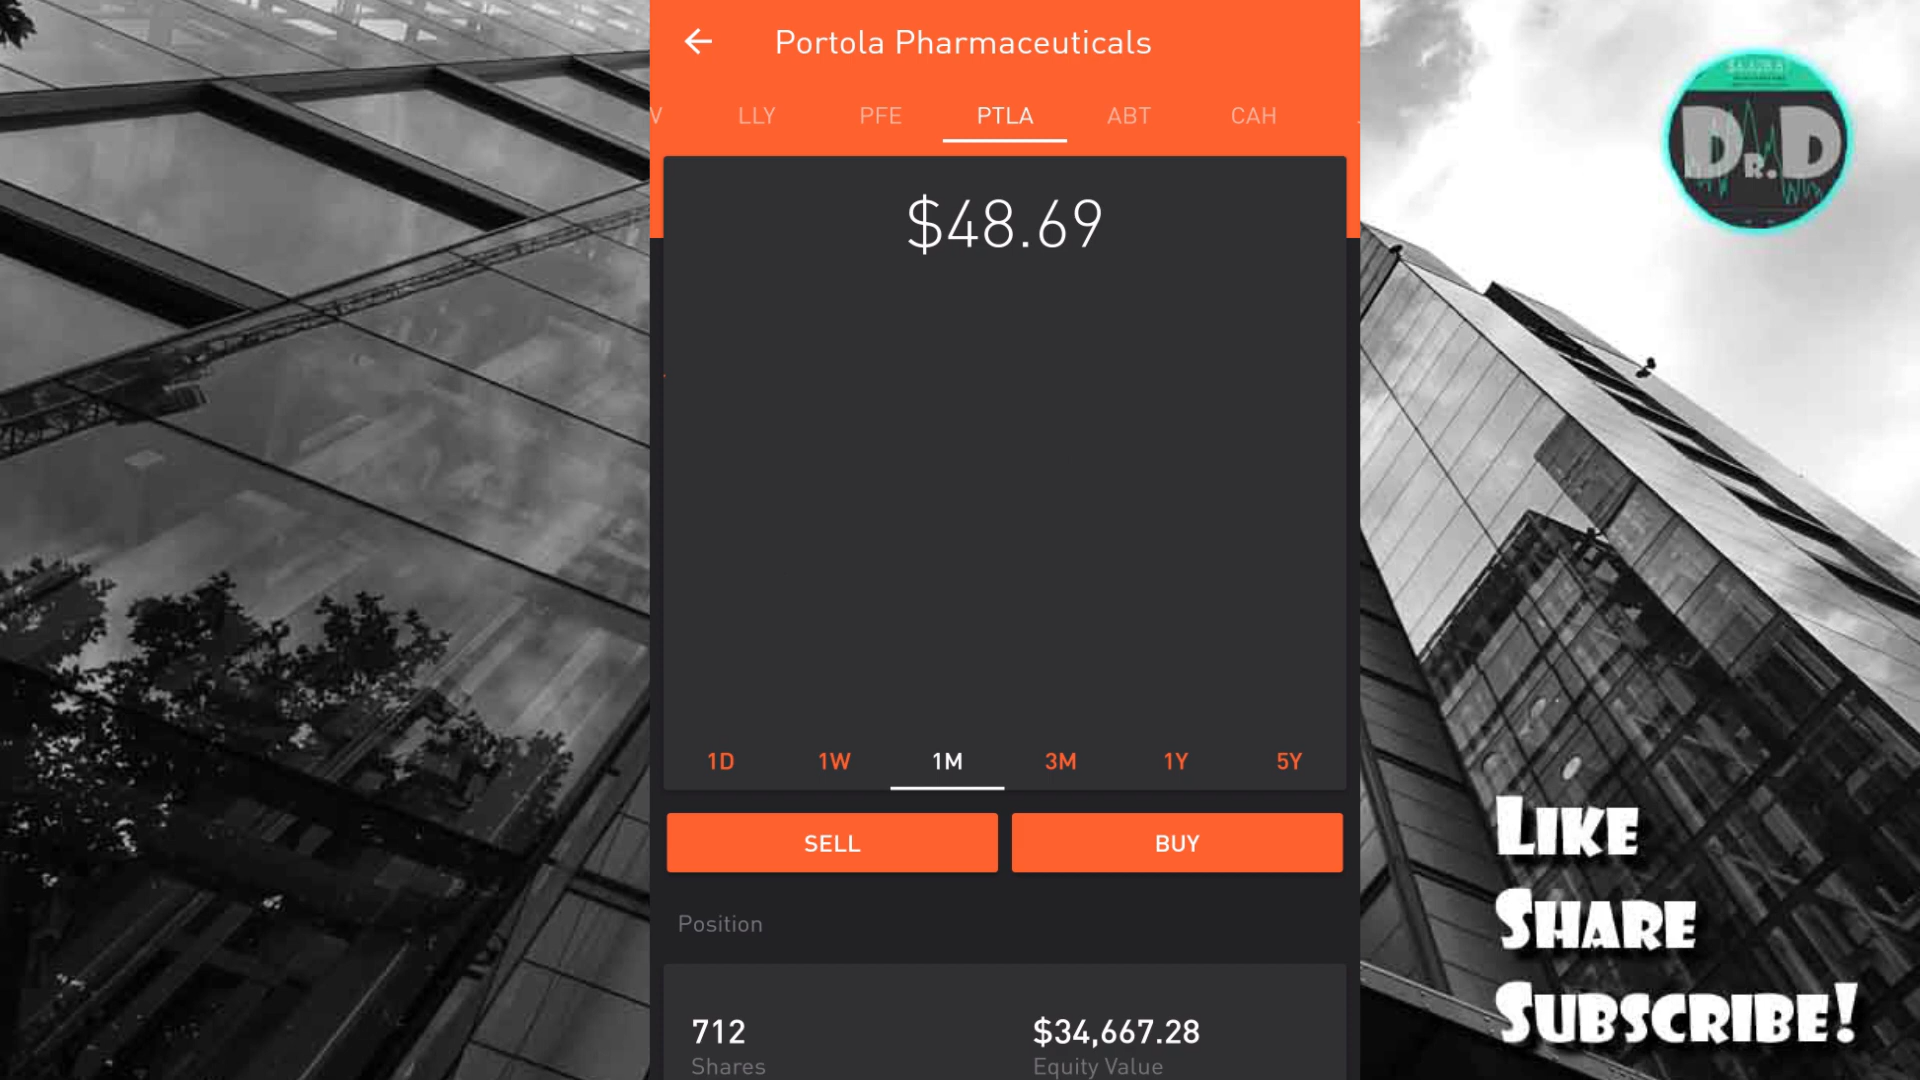 Portola Pharmaceuticals
LLY PFE PTLA ABT CAH
$48.69
1D 1W 1M 3M 1Y 5Y
SELL BUY
Position
712 $34,667.28
Shares Equity Value
DR.D
LIKE
SHARE
SUBSCRIBE!